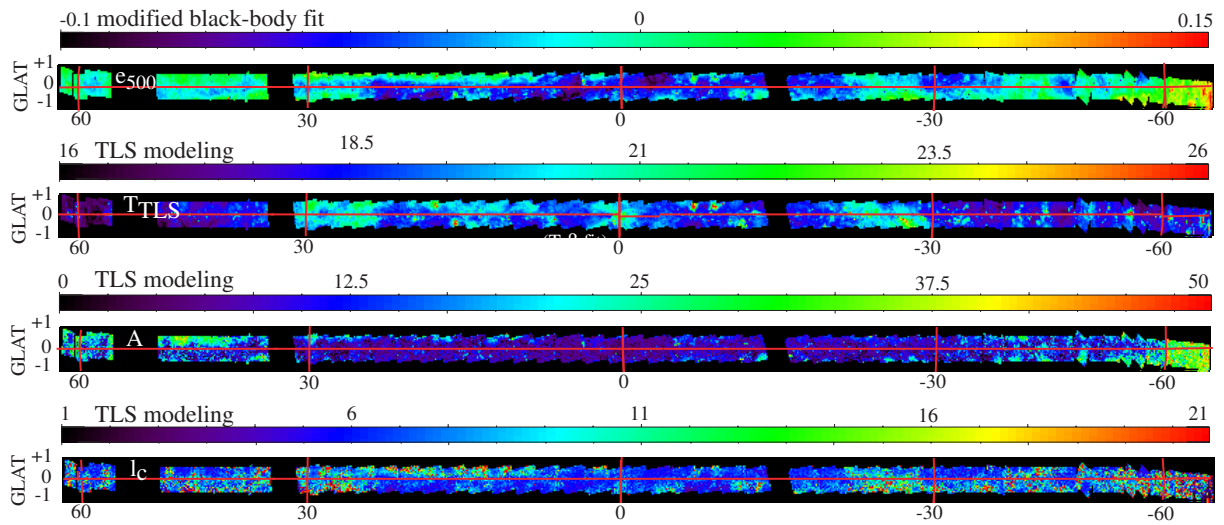 -0.1 modified black-body fit 0 0.15
GLAT +1 0 -1 e500
60 30 0 -30 -60
16 TLS modeling 18.5 21 23.5 26
GLAT +1 0 -1 TTLS
(T-β fit)
60 30 0 -30 -60
0 TLS modeling 12.5 25 37.5 50
GLAT +1 0 -1 A
60 30 0 -30 -60
1 TLS modeling 6 11 16 21
GLAT +1 0 -1 lc
60 30 0 -30 -60